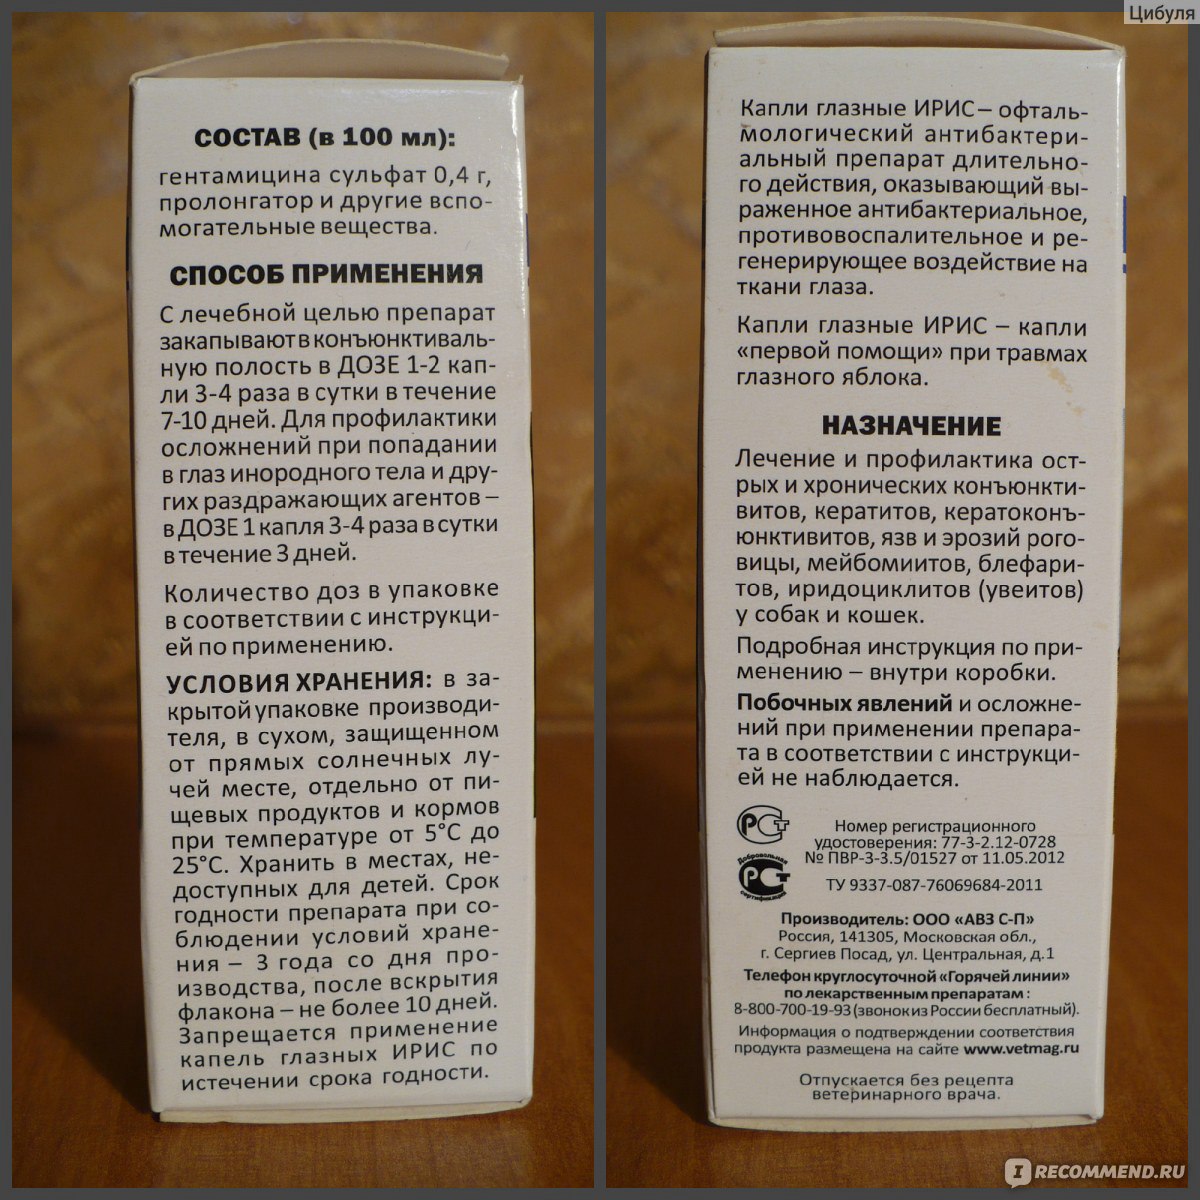 Цибуля
СОСТАВ (в 100 мл):
гентамицина сульфат 0,4 г,
пролонгатор и другие вспо-
могательные вещества.
СПОСОБ ПРИМЕНЕНИЯ
С лечебной целью препарат
закапывают в конъюнктиваль-
ную полость в ДОЗЕ 1-2 кап-
ли 3-4 раза в сутки в течение
7-10 дней. Для профилактики
осложнений при попадании
в глаз инородного тела и дру-
гих раздражающих агентов –
в ДОЗЕ 1 капля 3-4 раза в сутки
в течение 3 дней.
Количество доз в упаковке
в соответствии с инструкци-
ей по применению.
УСЛОВИЯ ХРАНЕНИЯ: в за-
крытой упаковке производи-
теля, в сухом, защищенном
от прямых солнечных лу-
чей месте, отдельно от пи-
щевых продуктов и кормов
при температуре от 5°С до
25°С. Хранить в местах, не-
доступных для детей. Срок
годности препарата при со-
блюдении условий хране-
ния – 3 года со дня про-
изводства, после вскрытия
флакона – не более 10 дней.
Запрещается применение
капель глазных ИРИС по
истечении срока годности.
Капли глазные ИРИС – офталь-
мологический антибактери-
альный препарат длительно-
го действия, оказывающий вы-
раженное антибактериальное,
противовоспалительное и ре-
генерирующее воздействие на
ткани глаза.
Капли глазные ИРИС – капли
«первой помощи» при травмах
глазного яблока.
НАЗНАЧЕНИЕ
Лечение и профилактика ост-
рых и хронических конъюнкти-
витов, кератитов, кератоконъ-
юнктивитов, язв и эрозий рого-
вицы, мейбомиитов, блефари-
тов, иридоциклитов (увеитов)
у собак и кошек.
Подробная инструкция по при-
менению – внутри коробки.
Побочных явлений и осложне-
ний при применении препара-
та в соответствии с инструкци-
ей не наблюдается.
РСТ
Номер регистрационного
удостоверения: 77-3-2.12-0728
№ ПВР-3-3.5/01527 от 11.05.2012
Добровольная
РСТ
сертификация
ТУ 9337-087-76069684-2011
Производитель: ООО «АВЗ С-П»
Россия, 141305, Московская обл.,
г. Сергиев Посад, ул. Центральная, д.1
Телефон круглосуточной «Горячей линии»
по лекарственным препаратам :
8-800-700-19-93 (звонок из России бесплатный).
Информация о подтверждении соответствия
продукта размещена на сайте www.vetmag.ru
Отпускается без рецепта
ветеринарного врача.
I RECOMMEND.RU